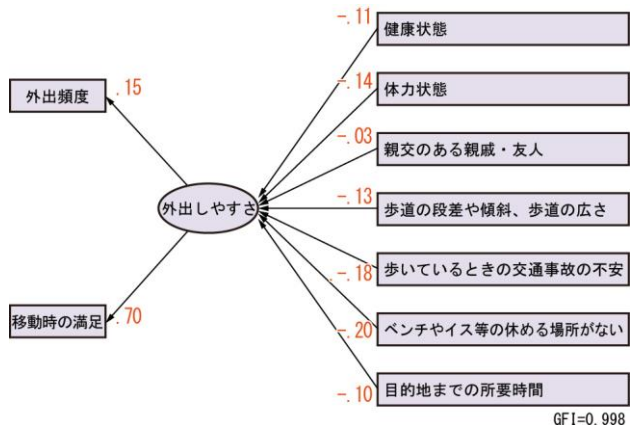 -.11
健康状態
外出頻度
.15
-.14
体力状態
-.03
親交のある親戚・友人
外出しやすさ
-.13
歩道の段差や傾斜、歩道の広さ
.-.18
歩いているときの交通事故の不安
移動時の満足
.70
-.20
ベンチやイス等の休める場所がない
-.10
目的地までの所要時間
GFI=0.998